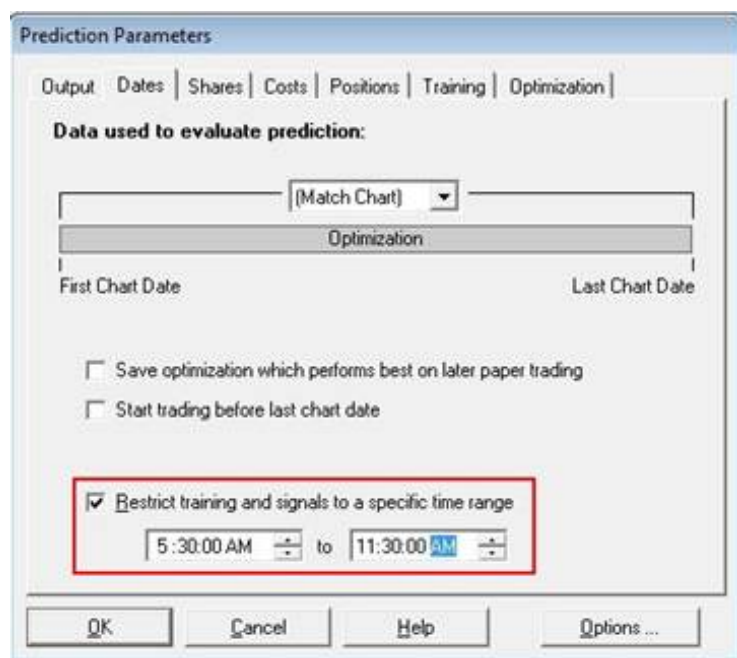 Prediction Parameters
Output Dates Shares Costs Positions Training Optimization
Data used to evaluate prediction:
(Match Chart)
Optimization
First Chart Date Last Chart Date
Save optimization which performs best on later paper trading
Start trading before last chart date
Restrict training and signals to a specific time range
5:30:00 AM to 11:30:00 AM
OK Cancel Help Options ...